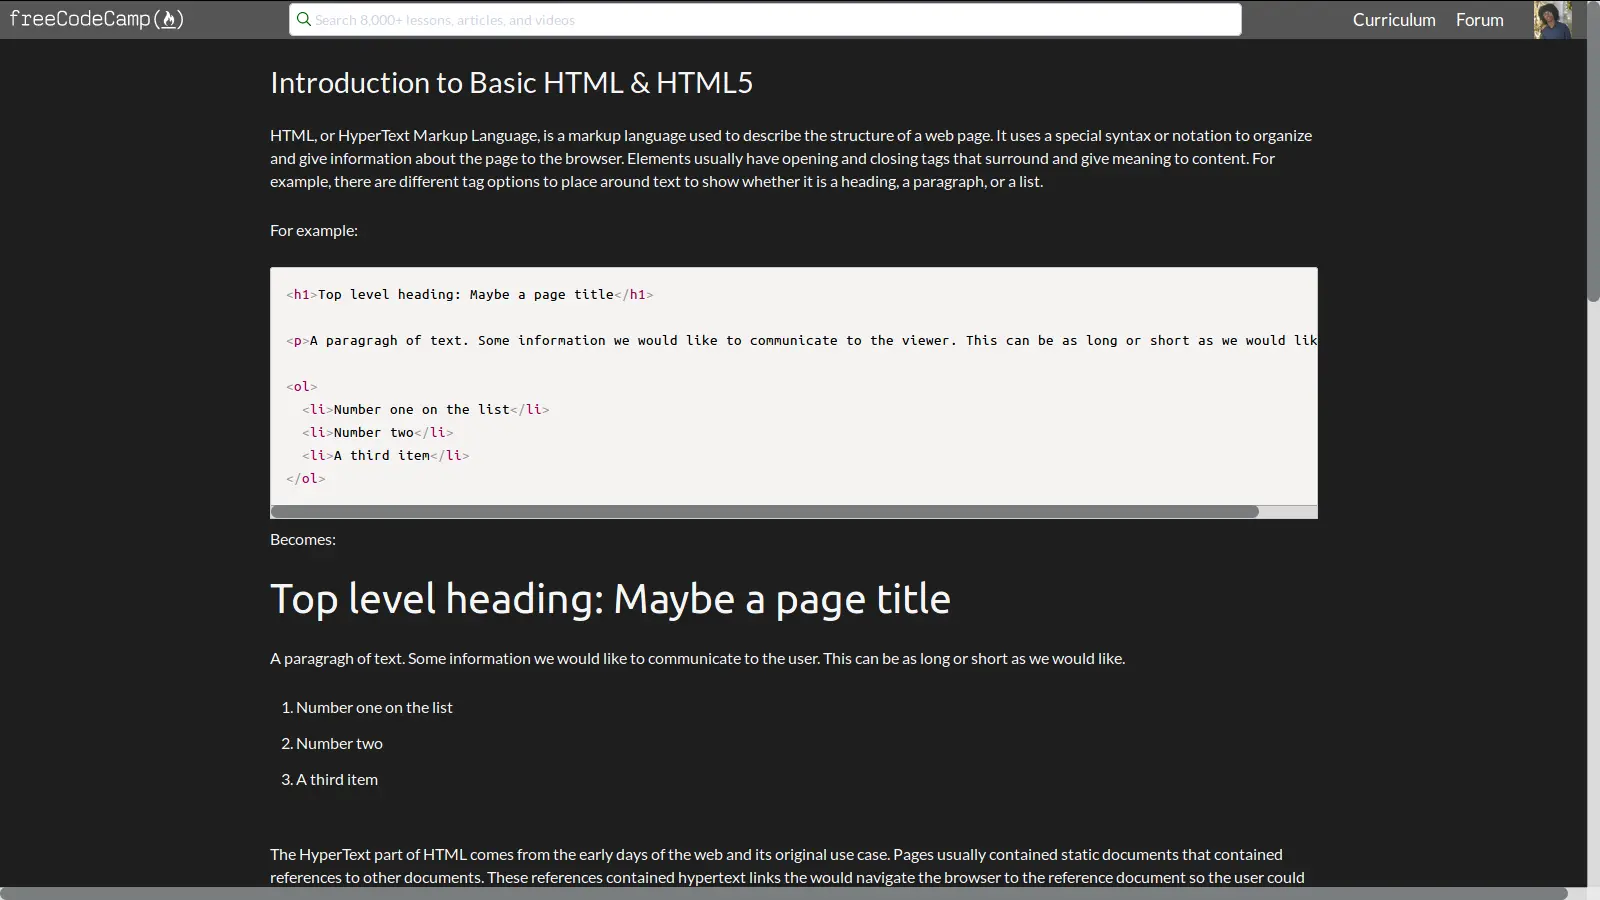 freeCodeCamp(🔥)
Search 8,000+ lessons, articles, and videos
Curriculum
Forum
Introduction to Basic HTML & HTML5
HTML, or HyperText Markup Language, is a markup language used to describe the structure of a web page. It uses a special syntax or notation to organize
and give information about the page to the browser. Elements usually have opening and closing tags that surround and give meaning to content. For
example, there are different tag options to place around text to show whether it is a heading, a paragraph, or a list.
For example:
<h1>Top level heading: Maybe a page title</h1>
<p>A paragragh of text. Some information we would like to communicate to the viewer. This can be as long or short as we would lik
<ol>
<li>Number one on the list</li>
<li>Number two</li>
<li>A third item</li>
</ol>
Becomes:
Top level heading: Maybe a page title
A paragragh of text. Some information we would like to communicate to the user. This can be as long or short as we would like.
1. Number one on the list
2. Number two
3. A third item
The HyperText part of HTML comes from the early days of the web and its original use case. Pages usually contained static documents that contained
references to other documents. These references contained hypertext links the would navigate the browser to the reference document so the user could